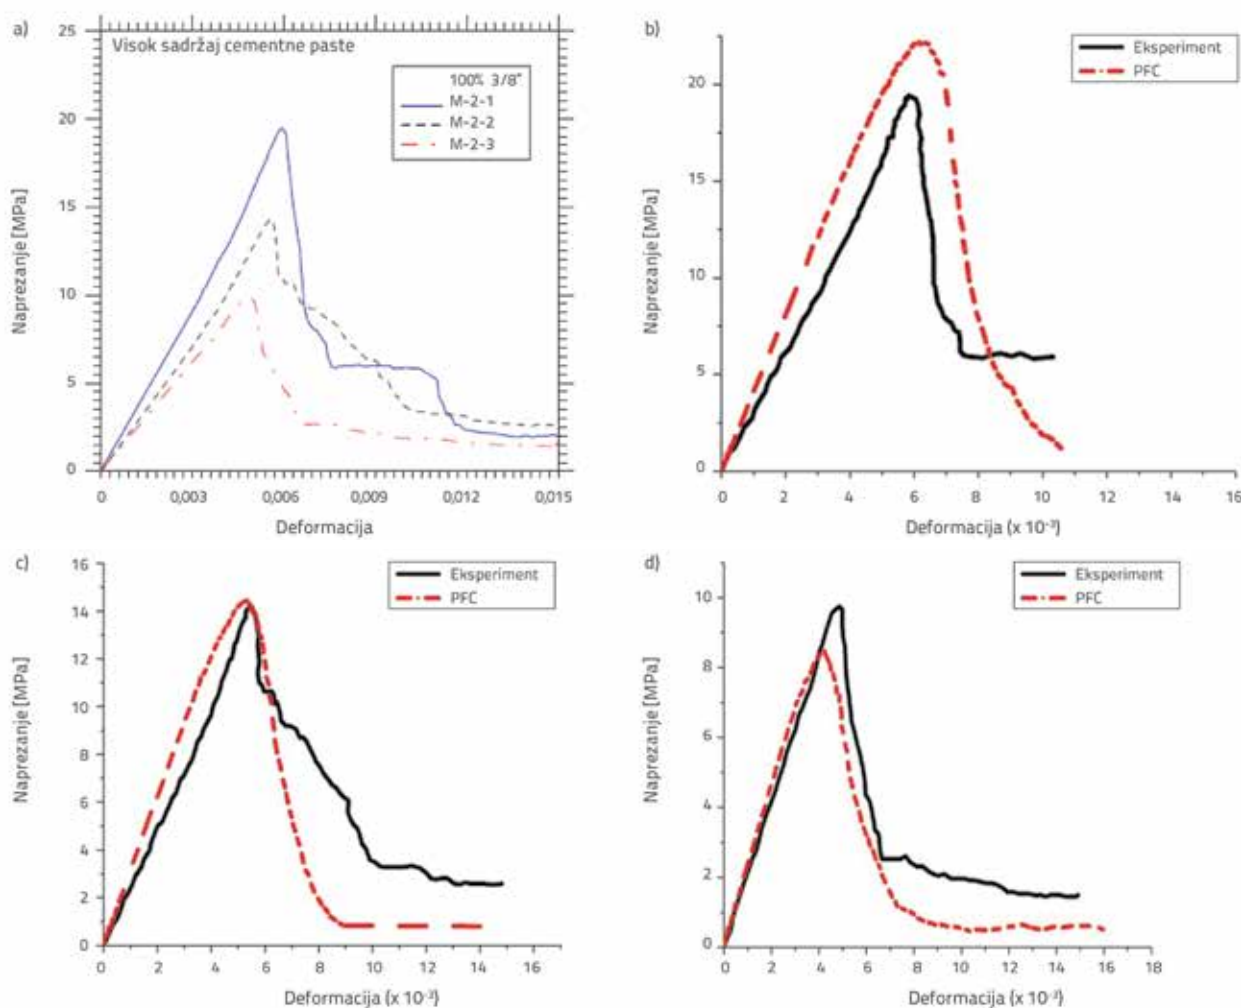 a)
Visok sadržaj cementne paste
100% 3/8"
M-2-1
M-2-2
M-2-3
Naprezanje [MPa]
25
20
15
10
5
0
0 0,003 0,006 0,009 0,012 0,015
Deformacija
b)
Eksperiment
PFC
Naprezanje [MPa]
20
15
10
5
0
0 2 4 6 8 10 12 14 16
Deformacija (x 10⁻³)
c)
Eksperiment
PFC
Naprezanje [MPa]
16
14
12
10
8
6
4
2
0
0 2 4 6 8 10 12 14 16
Deformacija (x 10⁻³)
d)
Eksperiment
PFC
Naprezanje [MPa]
10
8
6
4
2
0
0 2 4 6 8 10 12 14 16 18
Deformacija (x 10⁻³)